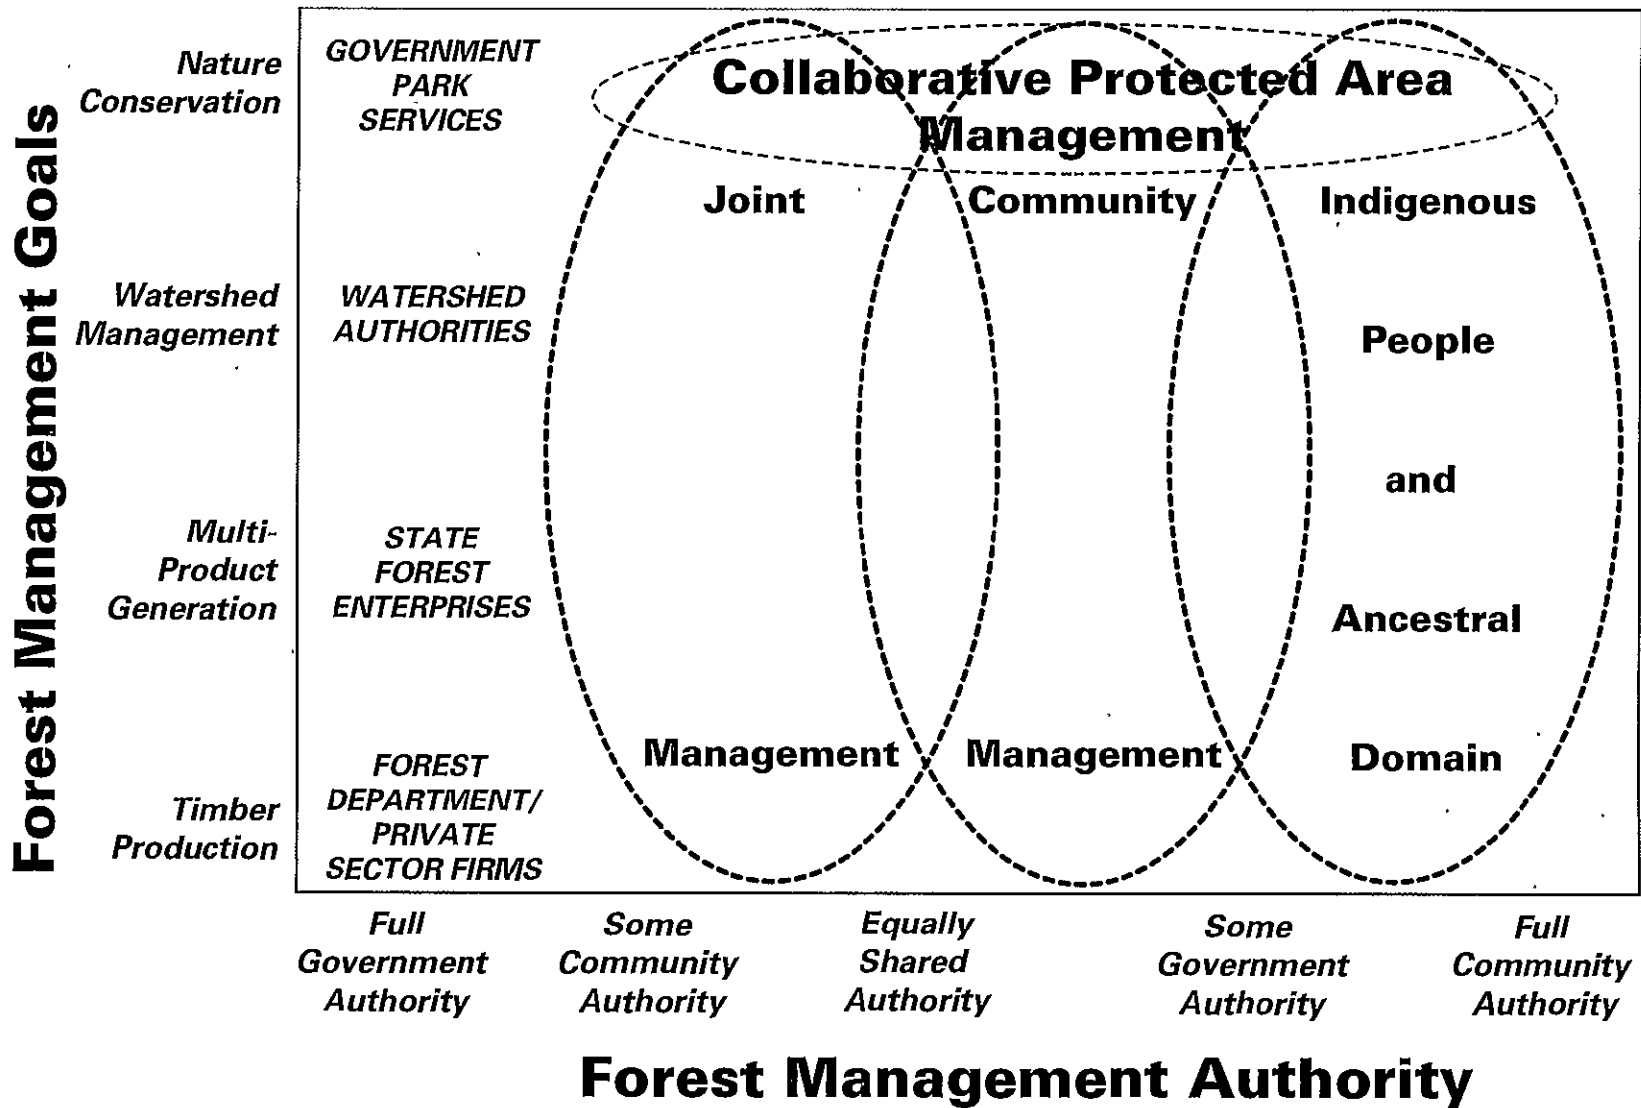 Forest Management Goals
Nature
Conservation
Watershed
Management
Multi-
Product
Generation
Timber
Production
GOVERNMENT
PARK
SERVICES
WATERSHED
AUTHORITIES
STATE
FOREST
ENTERPRISES
FOREST
DEPARTMENT/
PRIVATE
SECTOR FIRMS
Collaborative Protected Area
Management
Joint
Management
Community
Management
Indigenous
People
and
Ancestral
Domain
Full
Government
Authority
Some
Community
Authority
Equally
Shared
Authority
Some
Government
Authority
Full
Community
Authority
Forest Management Authority